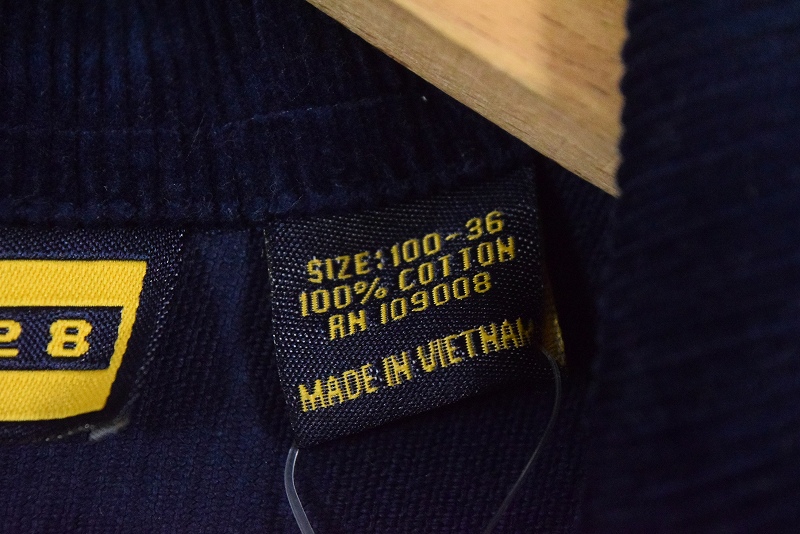 28
SIZE:100-36
100% COTTON
RN 109008
MADE IN VIETNAM